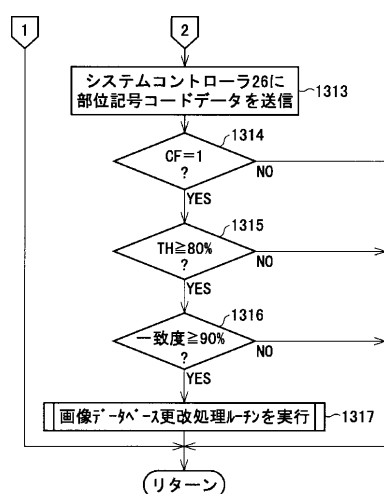 1
2
システムコントローラ26に
部位記号コードデータを送信
1313
1314
CF=1
?
NO
YES
1315
TH≧80%
?
NO
YES
1316
一致度≧90%
?
NO
YES
画像データベース更改処理ルーチンを実行
1317
リターン